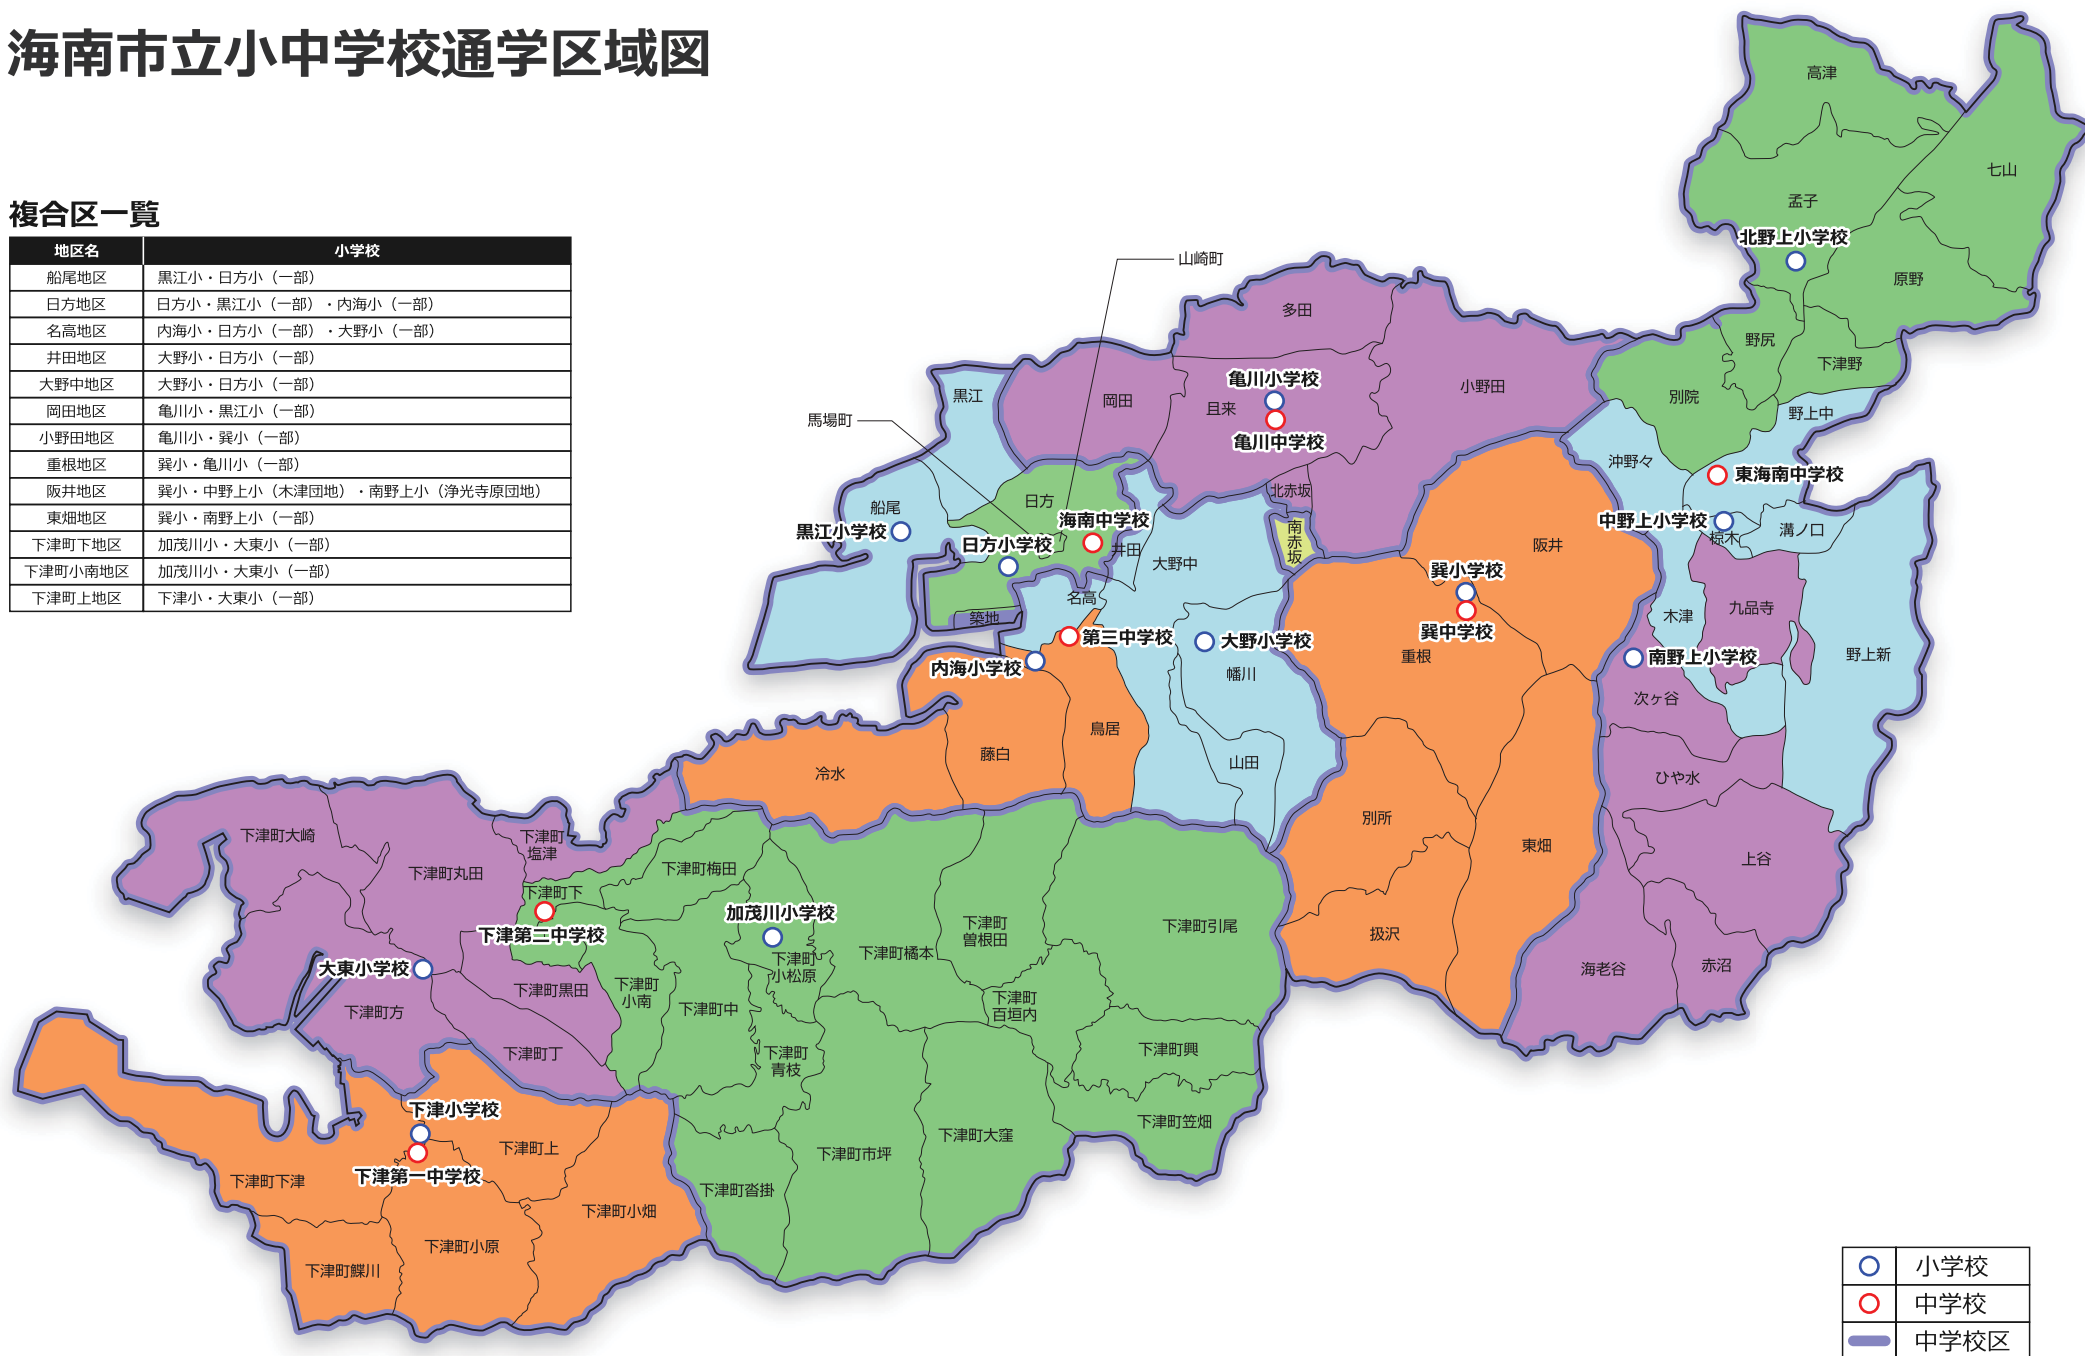 海南市立小中学校通学区域図
複合区一覧
地区名 小学校
船尾地区 黒江小・日方小（一部）
日方地区 日方小・黒江小（一部）・内海小（一部）
名高地区 内海小・日方小（一部）・大野小（一部）
井田地区 大野小・日方小（一部）
大野中地区 大野小・日方小（一部）
岡田地区 亀川小・黒江小（一部）
小野田地区 亀川小・巽小（一部）
重根地区 巽小・亀川小（一部）
阪井地区 巽小・中野上小（木津団地）・南野上小（浄光寺原団地）
東畑地区 巽小・南野上小（一部）
下津町下地区 加茂川小・大東小（一部）
下津町小南地区 加茂川小・大東小（一部）
下津町上地区 下津小・大東小（一部）
高津
七山
孟子
北野上小学校
原野
野尻
下津野
別院
野上中
山崎町
馬場町
多田
岡田
亀川小学校
且来
亀川中学校
小野田
北赤坂
南
赤
坂
黒江
船尾
黒江小学校
日方
海南中学校
日方小学校
井田
大野中
築地
名高
第三中学校
内海小学校
大野小学校
幡川
山田
沖野々
東海南中学校
中野上小学校
椋木
溝ノ口
阪井
巽小学校
巽中学校
重根
木津
九品寺
南野上小学校
野上新
次ヶ谷
ひや水
上谷
海老谷
赤沼
別所
東畑
扱沢
鳥居
藤白
冷水
下津町大崎
下津町
塩津
下津町丸田
下津町下
下津第二中学校
下津町梅田
加茂川小学校
下津町
小松原
下津町橘本
下津町
曽根田
下津町引尾
大東小学校
下津町方
下津町黒田
下津町
小南
下津町中
下津町
百垣内
下津町丁
下津町
青枝
下津町興
下津町笠畑
下津小学校
下津第一中学校
下津町上
下津町下津
下津町小畑
下津町小原
下津町鰈川
下津町市坪
下津町大窪
下津町沓掛
小学校
中学校
中学校区